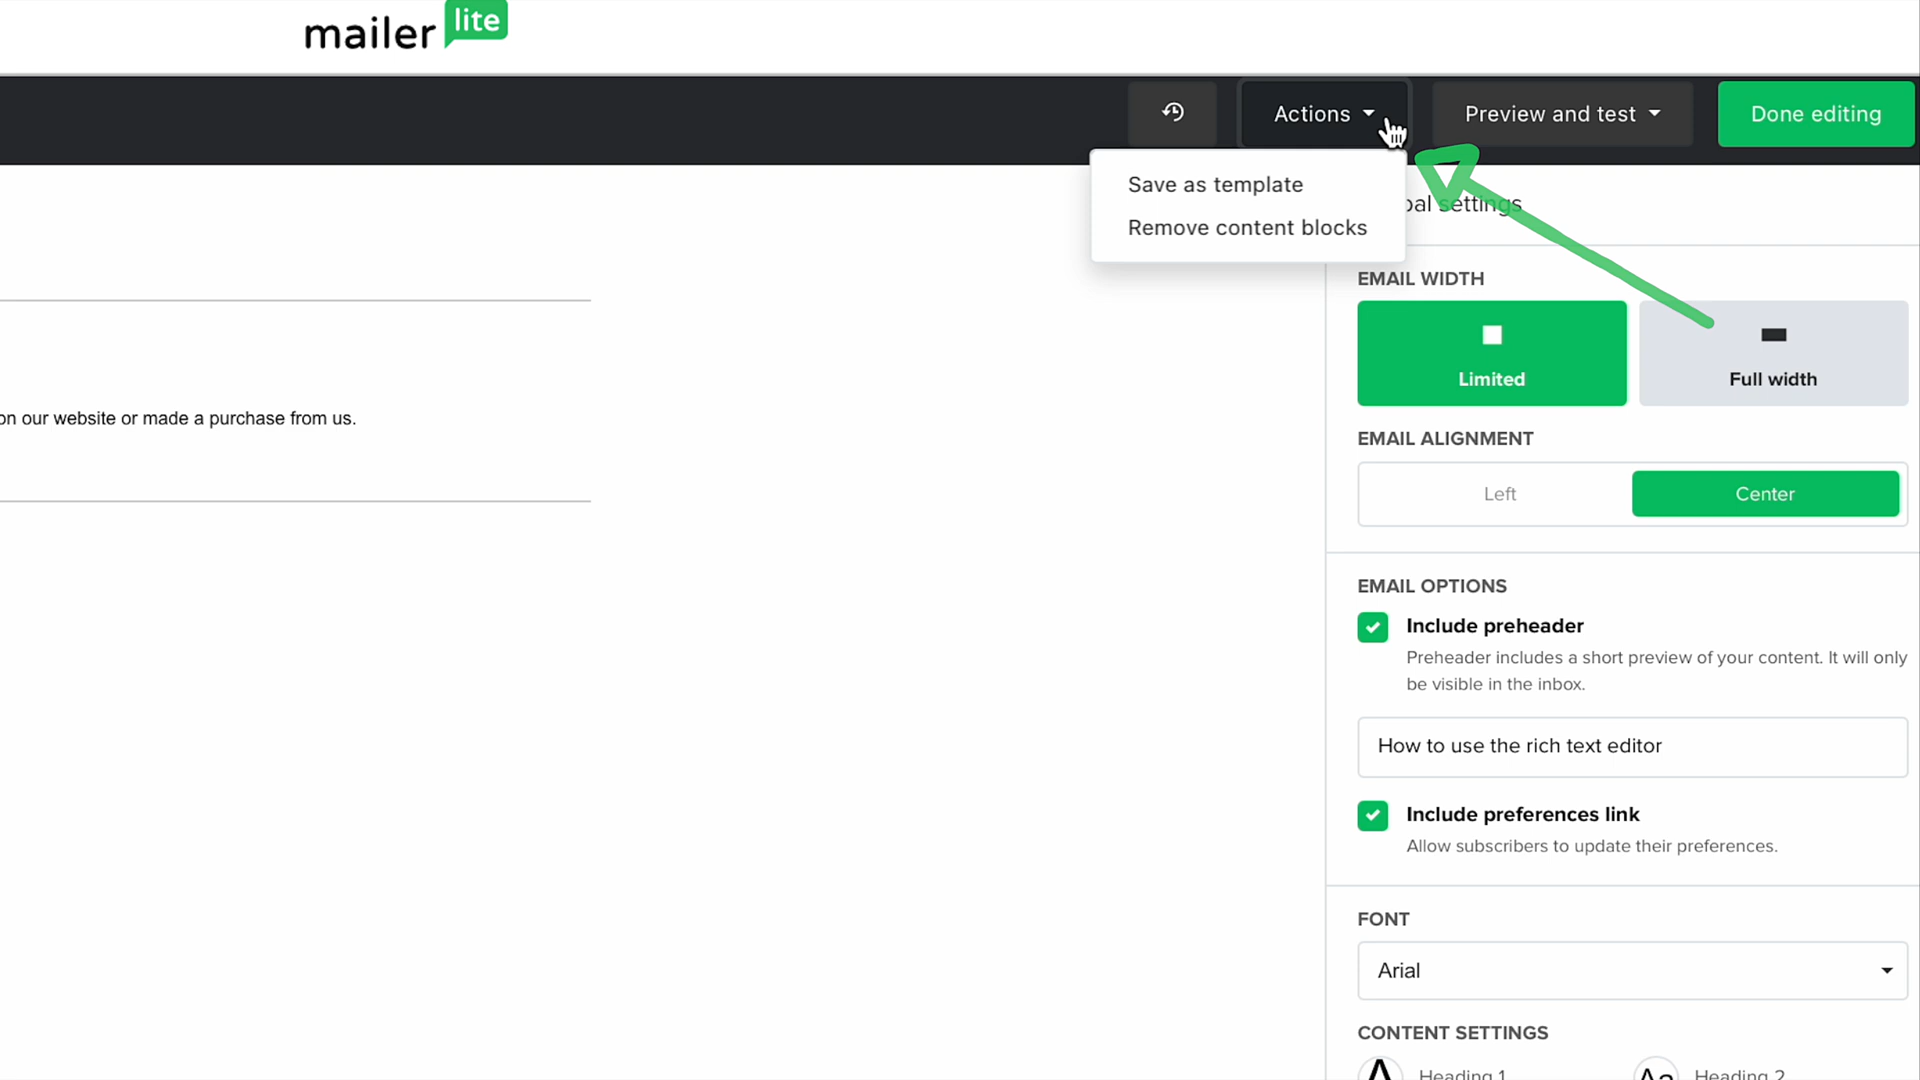 mailer lite
Actions
Preview and test
Done editing
Save as template
Remove content blocks
settings
EMAIL WIDTH
Limited
Full width
on our website or made a purchase from us.
EMAIL ALIGNMENT
Left
Center
EMAIL OPTIONS
Include preheader
Preheader includes a short preview of your content. It will only
be visible in the inbox.
How to use the rich text editor
Include preferences link
Allow subscribers to update their preferences.
FONT
Arial
CONTENT SETTINGS
A
Heading 1
Aa
Heading 2